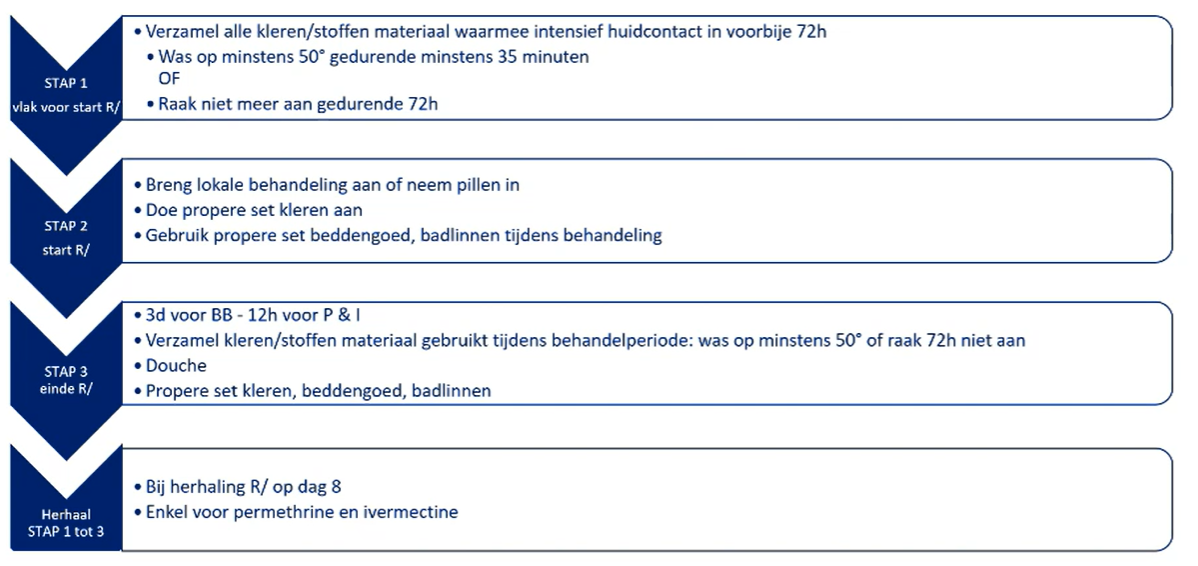 STAP 1
vlak voor start R/
• Verzamel alle kleren/stoffen materiaal waarmee intensief huidcontact in voorbije 72h
• Was op minstens 50° gedurende minstens 35 minuten
OF
• Raak niet meer aan gedurende 72h
STAP 2
start R/
• Breng lokale behandeling aan of neem pillen in
• Doe propere set kleren aan
• Gebruik propere set beddengoed, badlinnen tijdens behandeling
STAP 3
einde R/
• 3d voor BB - 12h voor P & I
• Verzamel kleren/stoffen materiaal gebruikt tijdens behandelperiode: was op minstens 50° of raak 72h niet aan
• Douche
• Propere set kleren, beddengoed, badlinnen
Herhaal
STAP 1 tot 3
• Bij herhaling R/ op dag 8
• Enkel voor permethrine en ivermectine